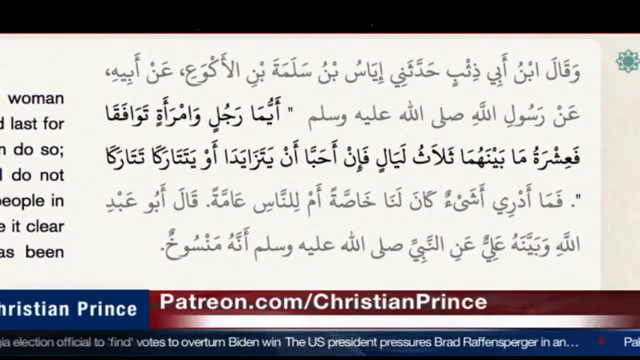 وَقَالَ ابْنُ أَبِي ذِئْبٍ حَدَّثَنِي إِيَاسُ بْنُ سَلَمَةَ بْنِ الأَكْوَعِ، عَنْ أَبِيهِ،
عَنْ رَسُولِ اللَّهِ صلى الله عليه وسلم " أَيُّمَا رَجُلٍ وَامْرَأَةٍ تَوَافَقَا
فَعِشْرَةُ مَا بَيْنَهُمَا ثَلاَثُ لَيَالٍ فَإِنْ أَحَبَّا أَنْ يَتَزَايَدَا أَوْ يَتَتَارَكَا تَتَارَكَا
". فَمَا أَدْرِي أَشَىْءٌ كَانَ لَنَا خَاصَّةً أَمْ لِلنَّاسِ عَامَّةً. قَالَ أَبُو عَبْدِ
اللَّهِ وَبَيَّنَهُ عَلِيٌّ عَنِ النَّبِيِّ صلى الله عليه وسلم أَنَّهُ مَنْسُوخٌ.
woman
last for
do so;
do not
people in
it clear
as been
Christian Prince
Patreon.com/ChristianPrince
gia election official to 'find' votes to overturn Biden win The US president pressures Brad Raffensperger in an... Pa